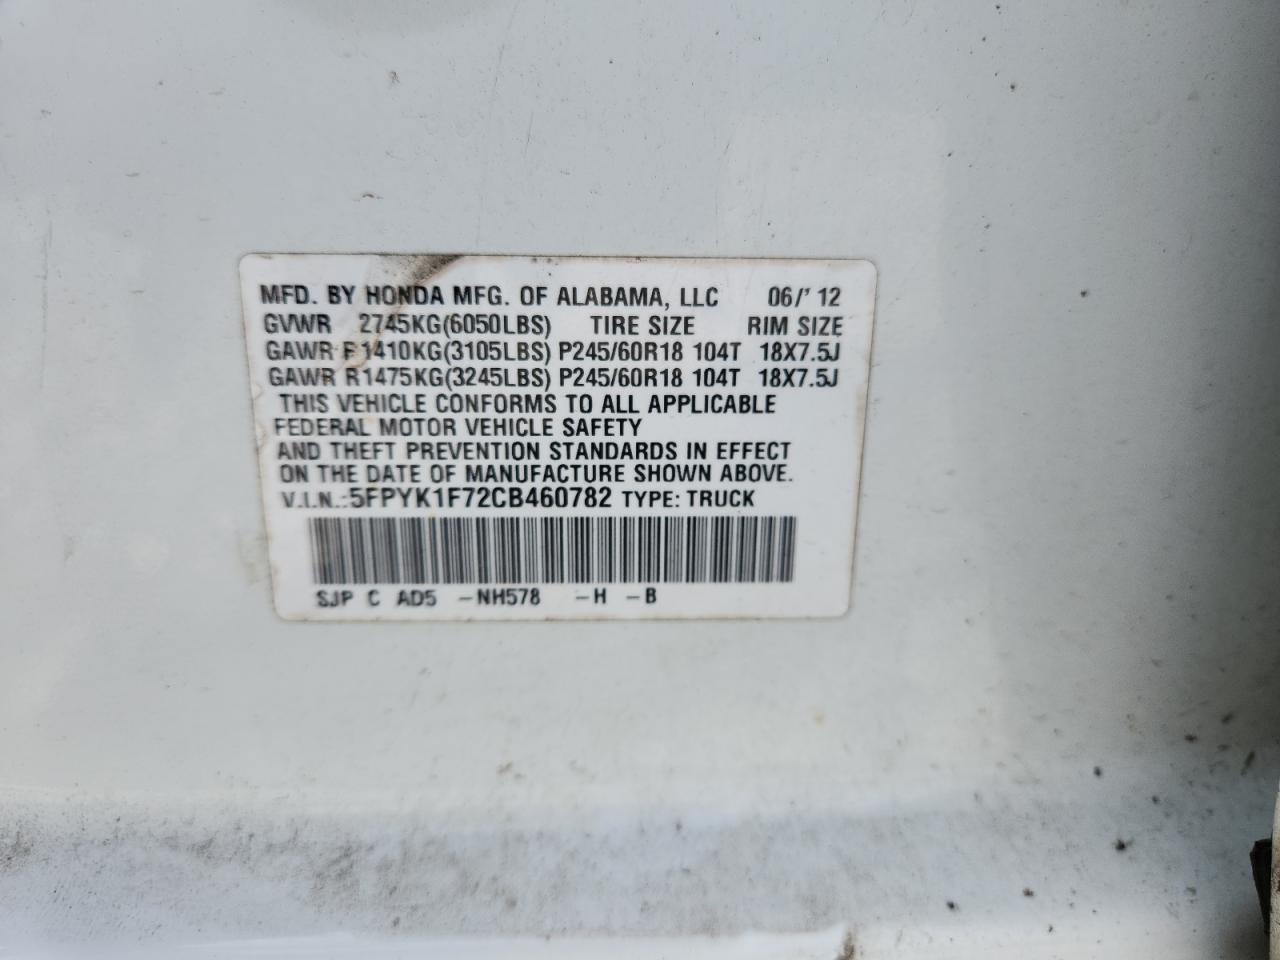 MFD. BY HONDA MFG. OF ALABAMA, LLC 06/'12
GVWR 2745KG(6050LBS) TIRE SIZE RIM SIZE
GAWR F1410KG(3105LBS) P245/60R18 104T 18X7.5J
GAWR R1475KG(3245LBS) P245/60R18 104T 18X7.5J
THIS VEHICLE CONFORMS TO ALL APPLICABLE
FEDERAL MOTOR VEHICLE SAFETY
AND THEFT PREVENTION STANDARDS IN EFFECT
ON THE DATE OF MANUFACTURE SHOWN ABOVE.
V.I.N.:5FPYK1F72CB460782 TYPE: TRUCK
SJP C AD5 -NH578 -H -B